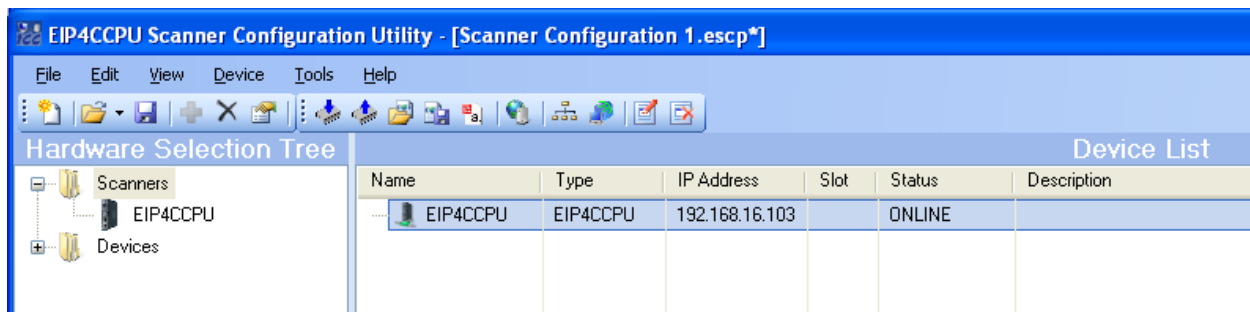 EIP4CCPU Scanner Configuration Utility - [Scanner Configuration 1.escp*]
File Edit View Device Tools Help
Hardware Selection Tree Device List
Scanners
EIP4CCPU
Devices
Name Type IP Address Slot Status Description
EIP4CCPU EIP4CCPU 192.168.16.103 ONLINE